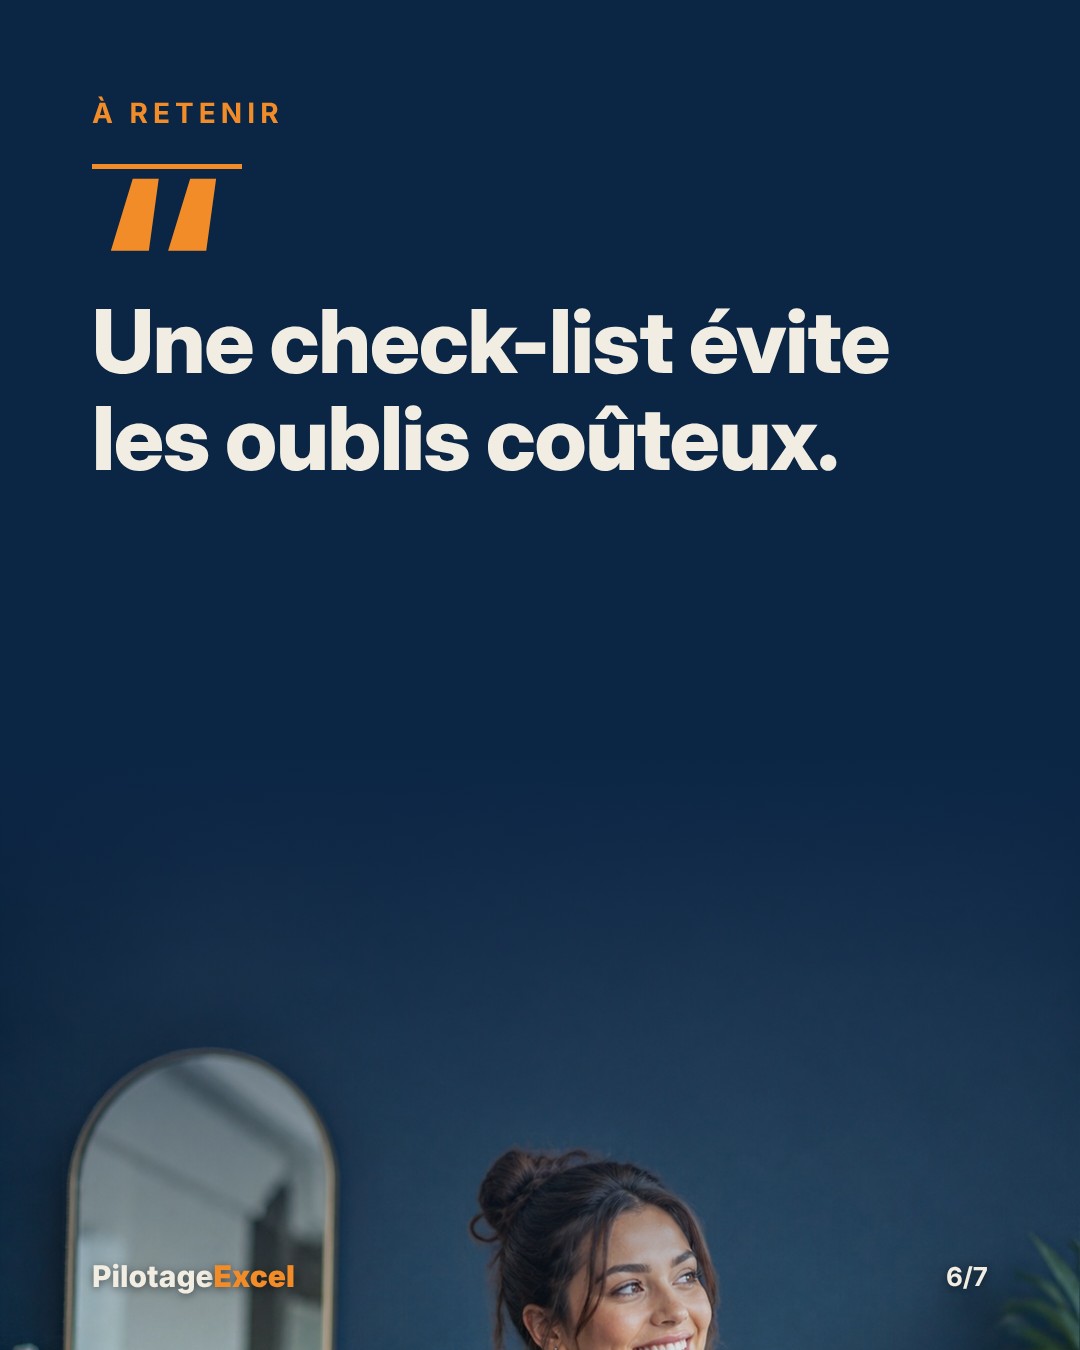 À RETENIR
"
Une check-list évite
les oublis coûteux.
PilotageExcel
6/7